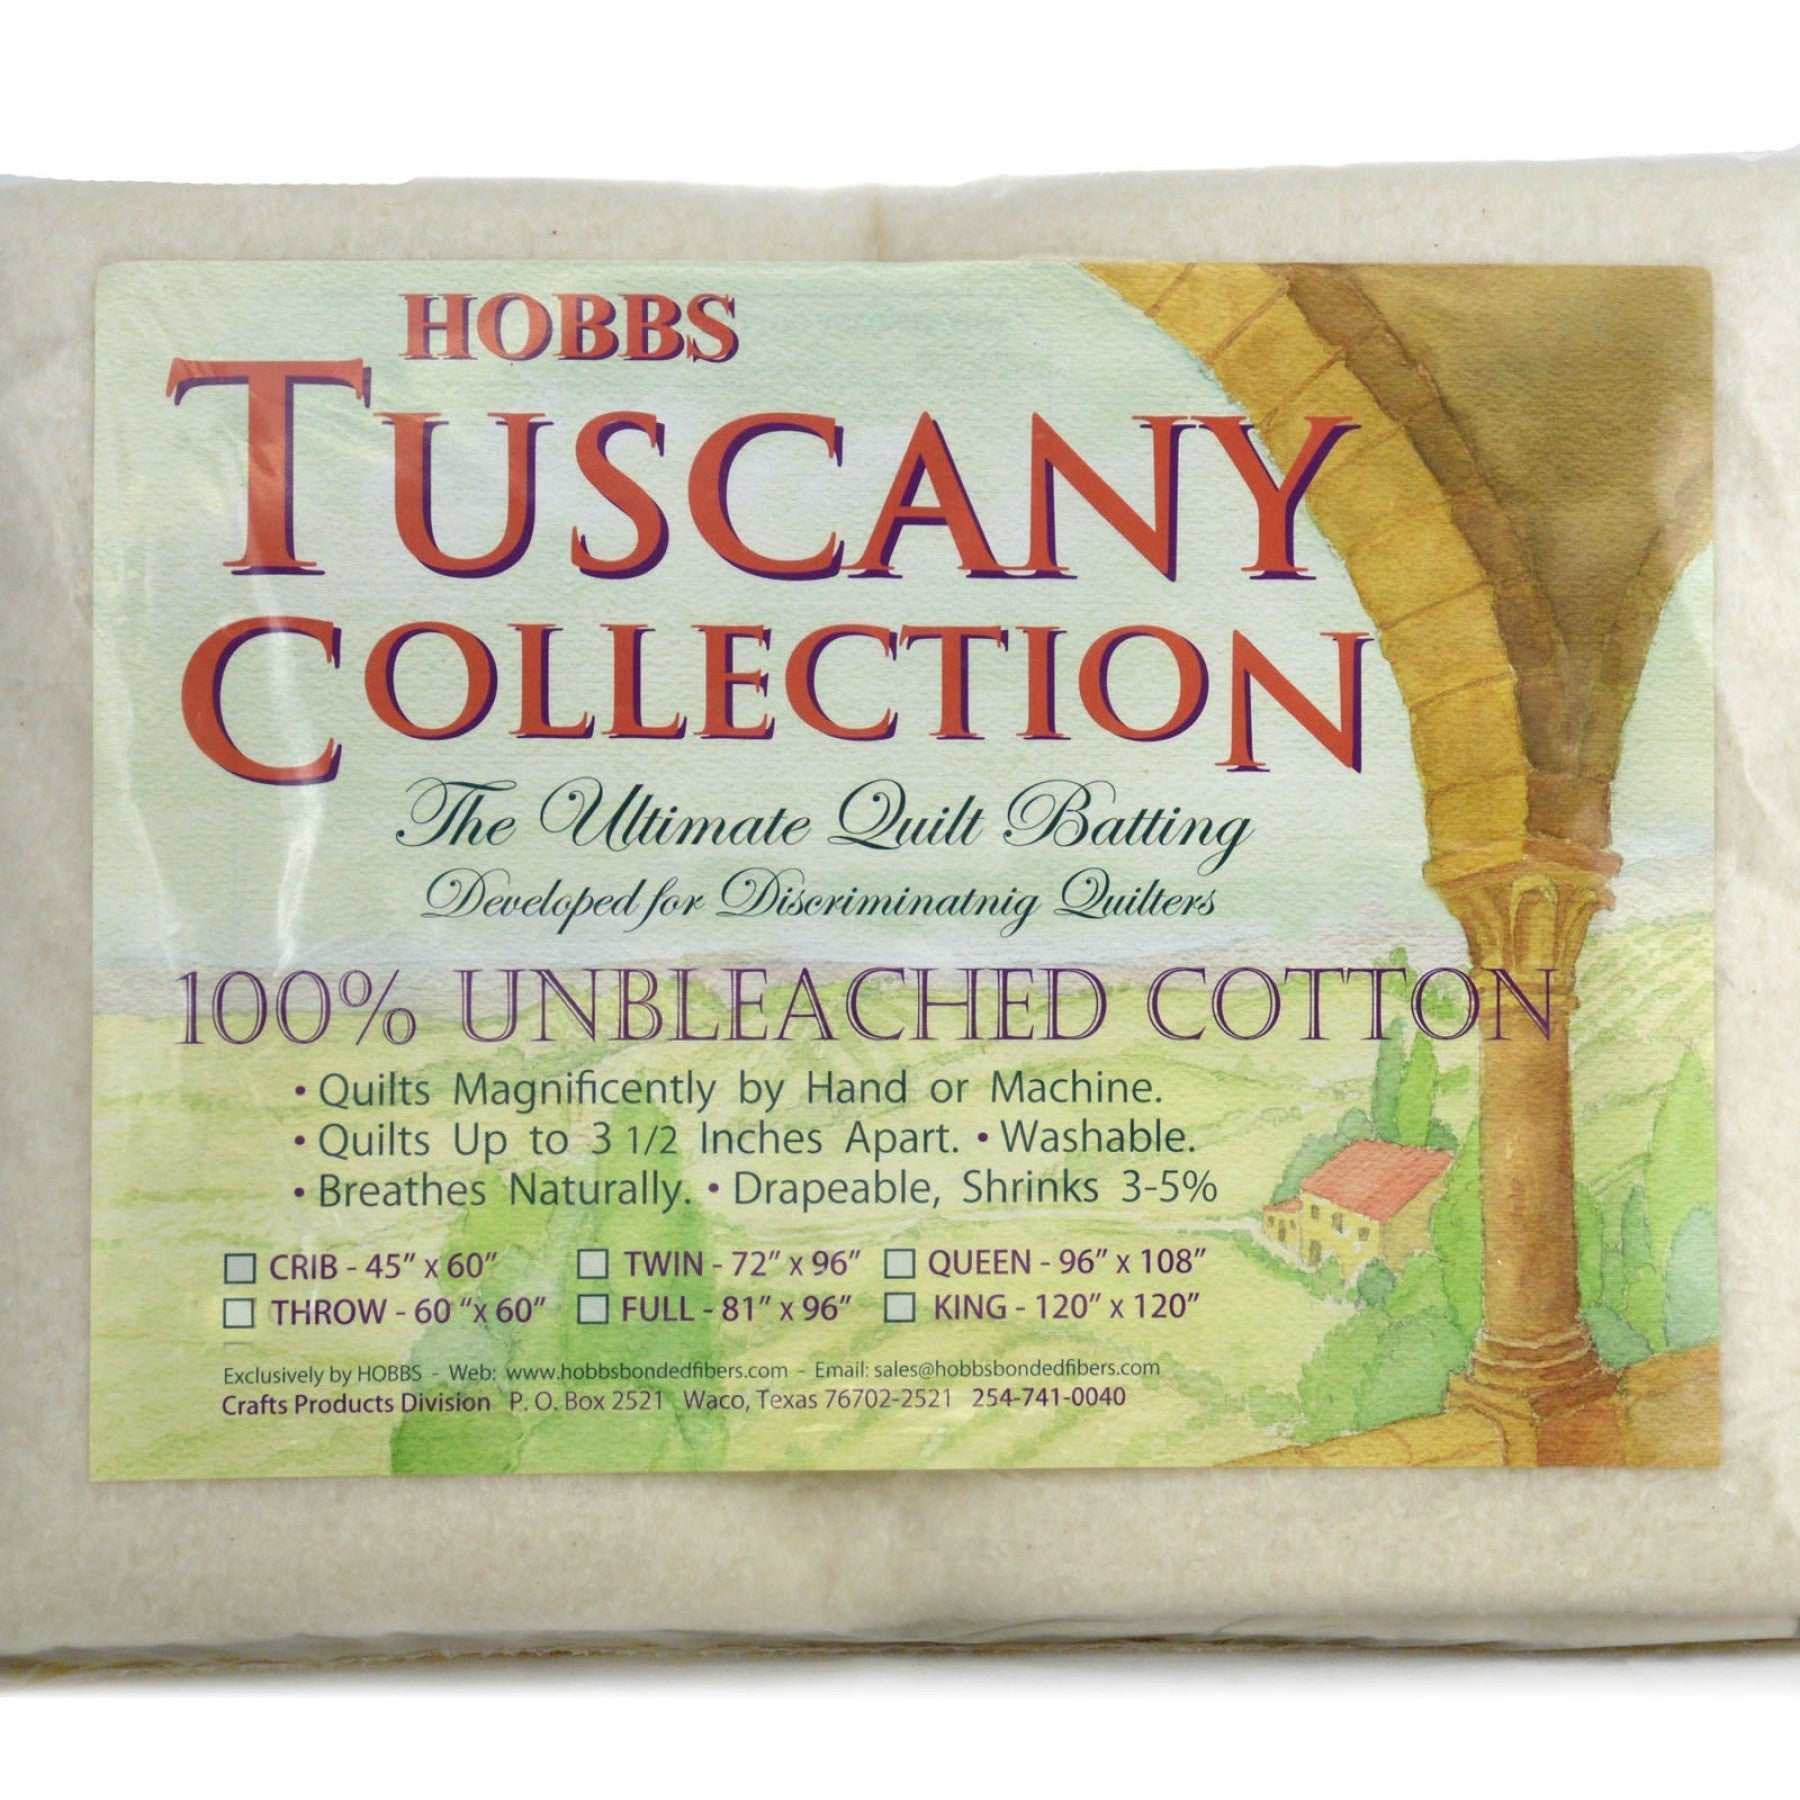 HOBBS
TUSCANY
COLLECTION
The Ultimate Quilt Batting
Developed for Discriminatnig Quilters
100% UNBLEACHED COTTON
• Quilts Magnificently by Hand or Machine.
• Quilts Up to 3 1/2 Inches Apart. • Washable.
• Breathes Naturally. • Drapeable, Shrinks 3-5%
CRIB - 45” x 60” TWIN - 72” x 96” QUEEN - 96” x 108”
THROW - 60 “x 60” FULL - 81” x 96” KING - 120” x 120”
Exclusively by HOBBS - Web: www.hobbsbondedfibers.com - Email: sales@hobbsbondedfibers.com
Crafts Products Division P. O. Box 2521 Waco, Texas 76702-2521 254-741-0040